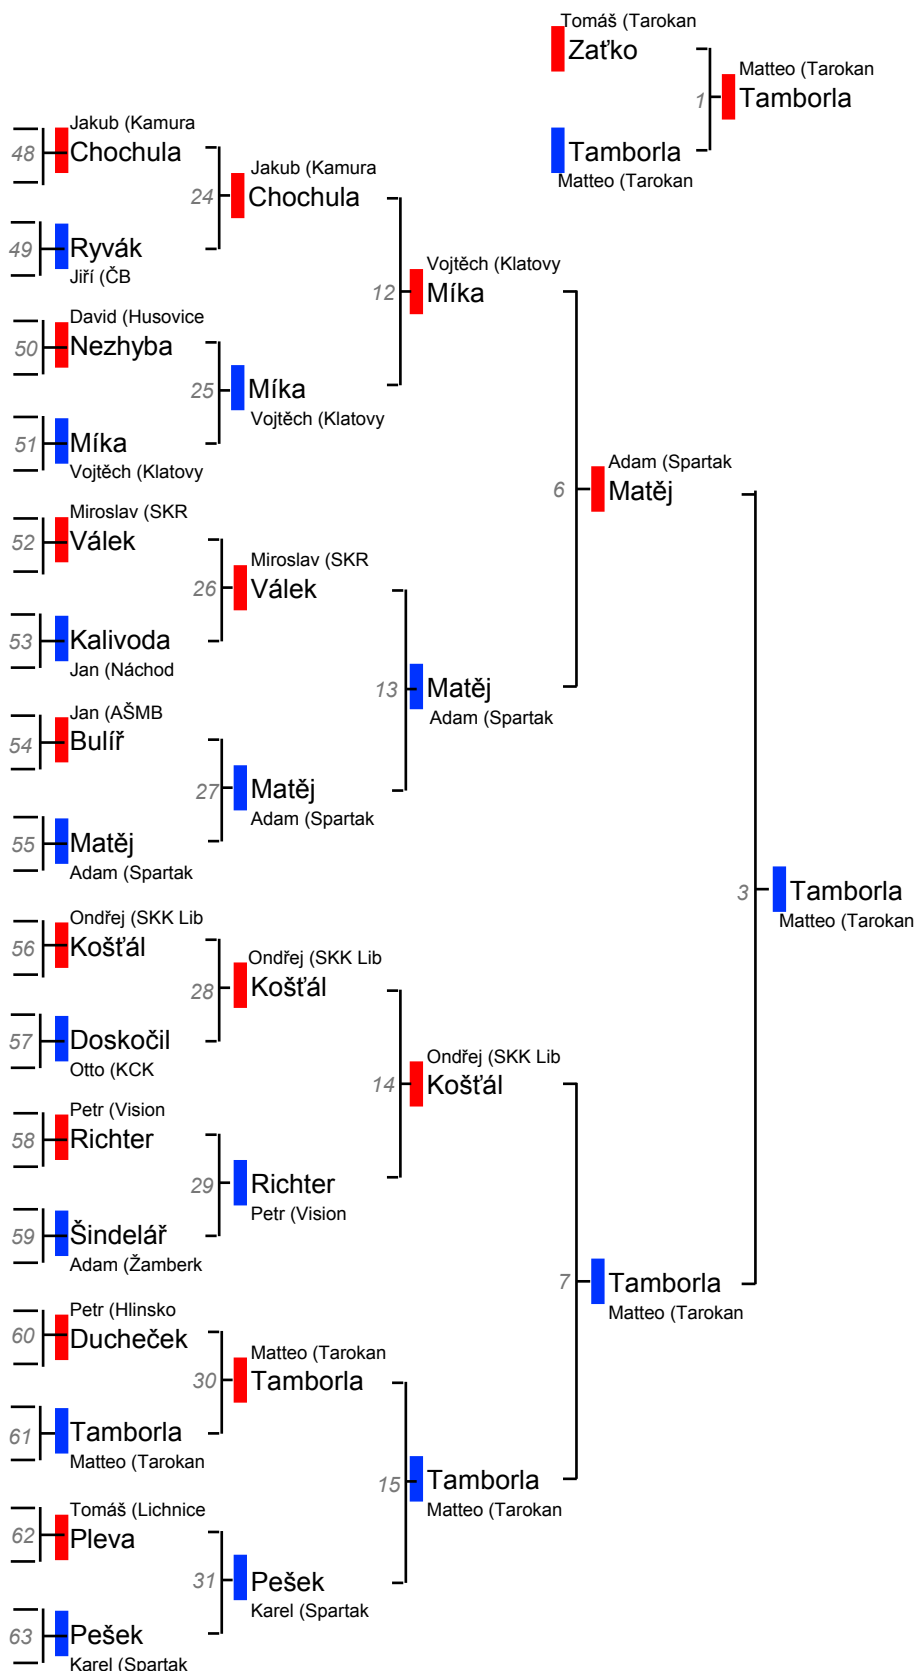 Tomáš (Tarokan
Zaťko
1
Matteo (Tarokan
Tamborla
Tamborla
Matteo (Tarokan
48
Jakub (Kamura
Chochula
49
Ryvák
Jiří (ČB
50
David (Husovice
Nezhyba
51
Míka
Vojtěch (Klatovy
52
Miroslav (SKR
Válek
53
Kalivoda
Jan (Náchod
54
Jan (AŠMB
Bulíř
55
Matěj
Adam (Spartak
56
Ondřej (SKK Lib
Košťál
57
Doskočil
Otto (KCK
58
Petr (Vision
Richter
59
Šindelář
Adam (Žamberk
60
Petr (Hlinsko
Ducheček
61
Tamborla
Matteo (Tarokan
62
Tomáš (Lichnice
Pleva
63
Pešek
Karel (Spartak
24
Jakub (Kamura
Chochula
25
Míka
Vojtěch (Klatovy
26
Miroslav (SKR
Válek
27
Matěj
Adam (Spartak
28
Ondřej (SKK Lib
Košťál
29
Richter
Petr (Vision
30
Matteo (Tarokan
Tamborla
31
Pešek
Karel (Spartak
12
Vojtěch (Klatovy
Míka
13
Matěj
Adam (Spartak
14
Ondřej (SKK Lib
Košťál
15
Tamborla
Matteo (Tarokan
6
Adam (Spartak
Matěj
7
Tamborla
Matteo (Tarokan
3
Tamborla
Matteo (Tarokan